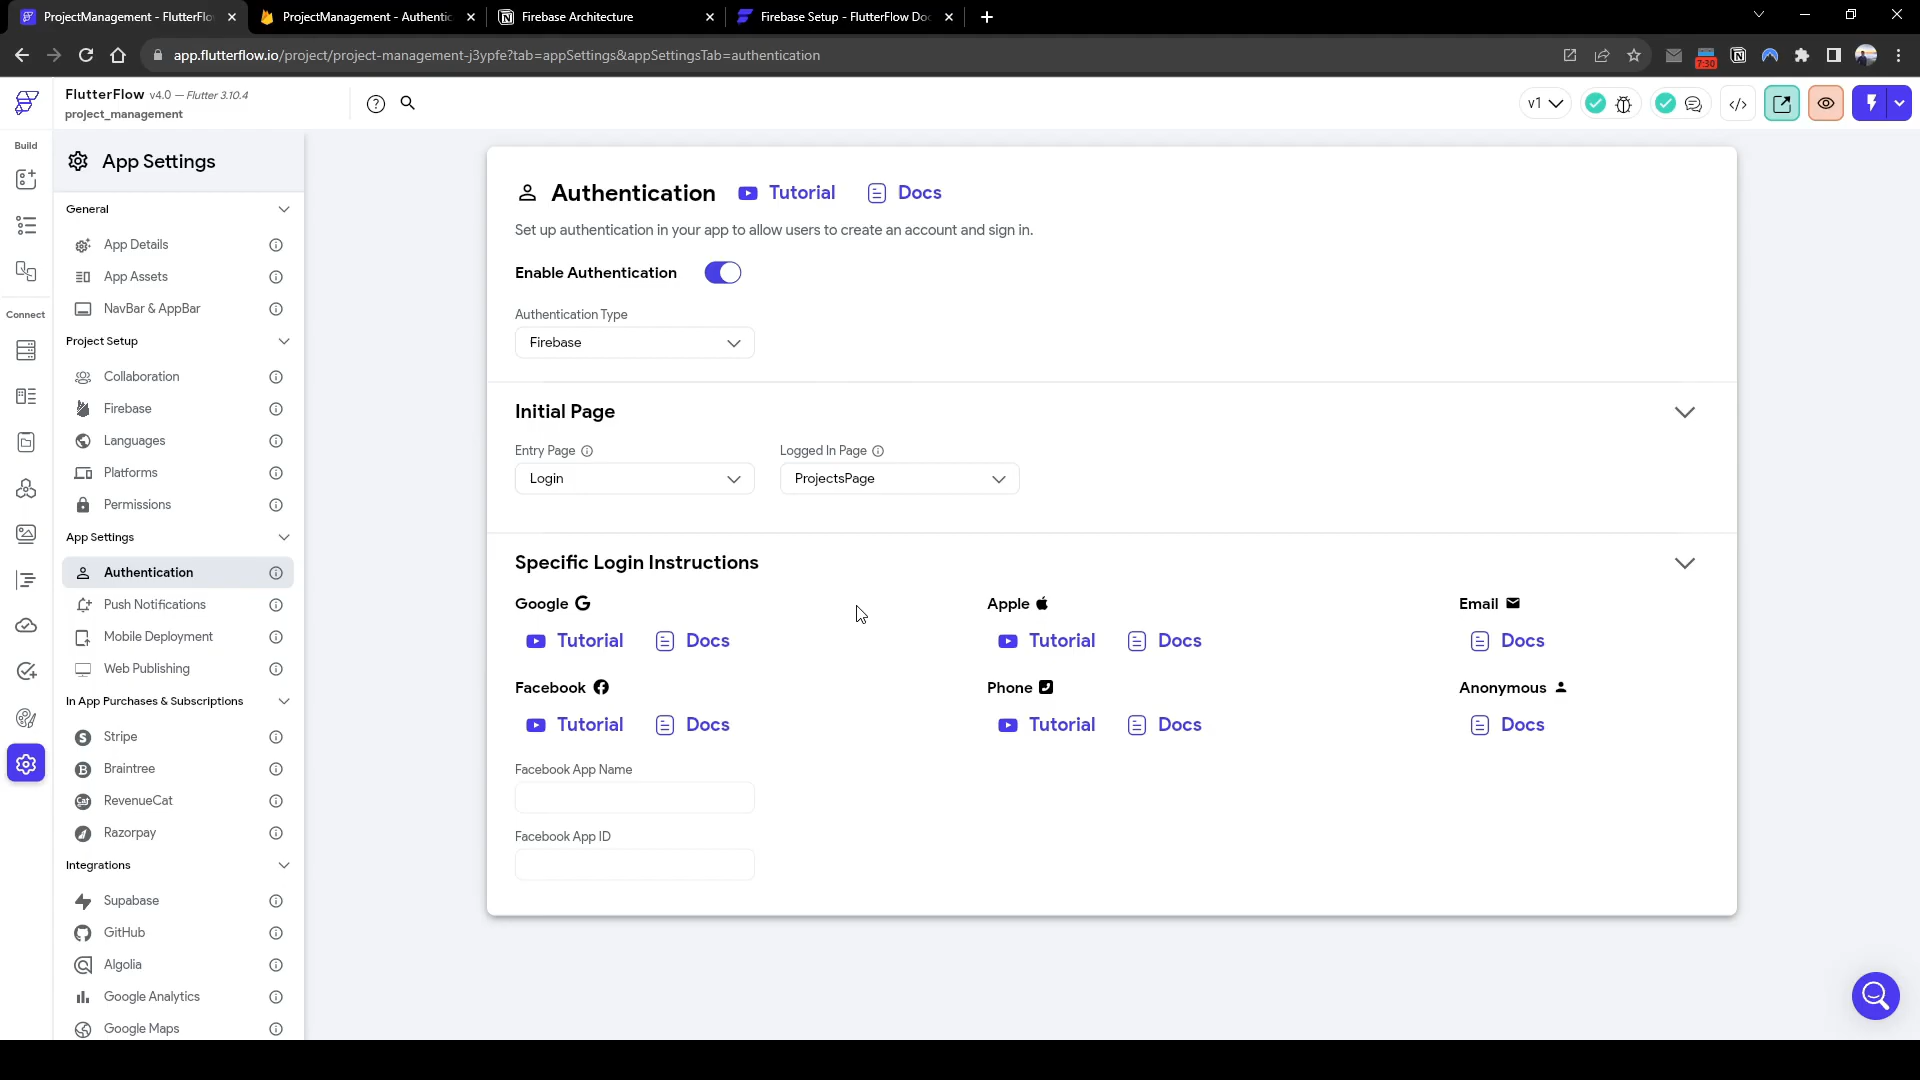 ProjectManagement - FlutterFlo
ProjectManagement - Authentic
Firebase Architecture
Firebase Setup - FlutterFlow Doc
app.flutterflow.io/project/project-management-j3ypfe?tab=appSettings&appSettingsTab=authentication
7:30
FlutterFlow v4.0 — Flutter 3.10.4
project_management
v1
Build
Connect
App Settings
General
App Details
App Assets
NavBar & AppBar
Project Setup
Collaboration
Firebase
Languages
Platforms
Permissions
App Settings
Authentication
Push Notifications
Mobile Deployment
Web Publishing
In App Purchases & Subscriptions
Stripe
Braintree
RevenueCat
Razorpay
Integrations
Supabase
GitHub
Algolia
Google Analytics
Google Maps
Authentication Tutorial Docs
Set up authentication in your app to allow users to create an account and sign in.
Enable Authentication
Authentication Type
Firebase
Initial Page
Entry Page Logged In Page
Login ProjectsPage
Specific Login Instructions
Google Apple Email
Tutorial Docs Tutorial Docs Docs
Facebook Phone Anonymous
Tutorial Docs Tutorial Docs Docs
Facebook App Name
Facebook App ID